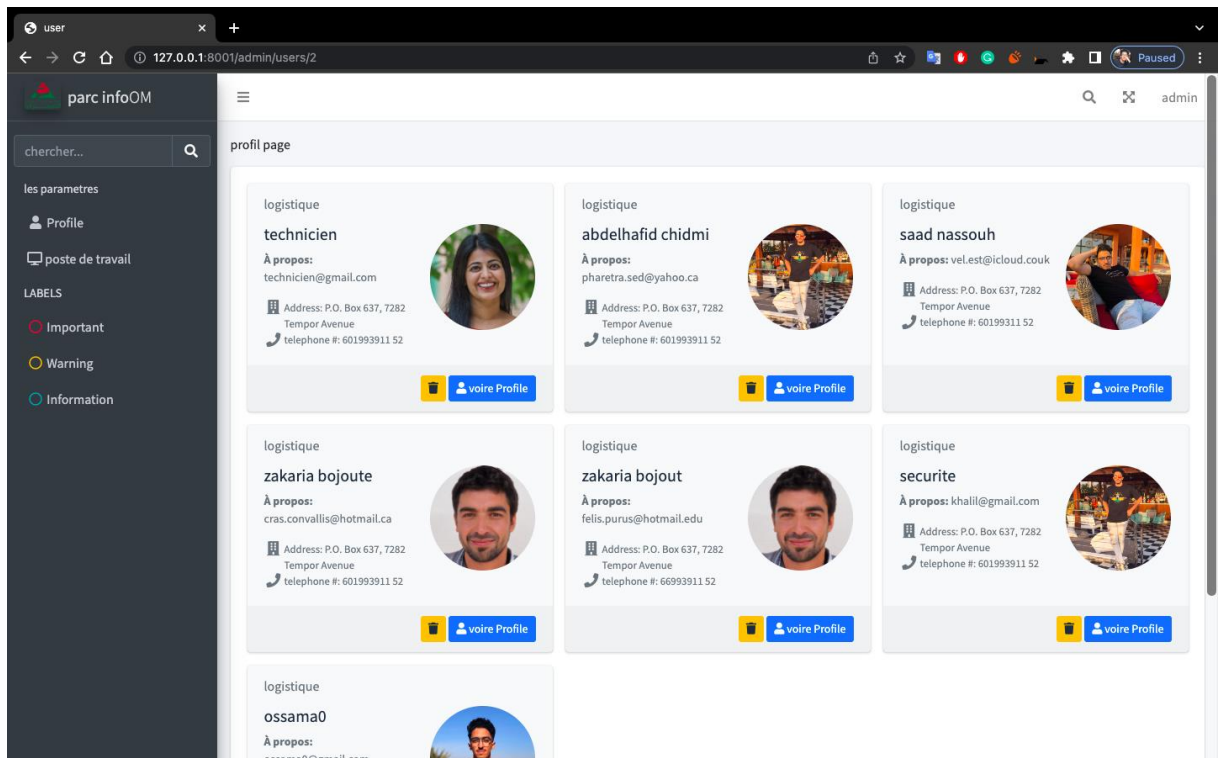 user
127.0.0.1:8001/admin/users/2
Paused
parc infoOM
admin
chercher...
les parametres
Profile
poste de travail
LABELS
Important
Warning
Information
profil page
logistique
technicien
À propos:
technicien@gmail.com
Address: P.O. Box 637, 7282
Tempor Avenue
telephone #: 601993911 52
voire Profile
logistique
abdelhafid chidmi
À propos:
pharetra.sed@yahoo.ca
Address: P.O. Box 637, 7282
Tempor Avenue
telephone #: 601993911 52
voire Profile
logistique
saad nassouh
À propos: vel.est@icloud.couk
Address: P.O. Box 637, 7282
Tempor Avenue
telephone #: 60199311 52
voire Profile
logistique
zakaria bojoute
À propos:
cras.convallis@hotmail.ca
Address: P.O. Box 637, 7282
Tempor Avenue
telephone #: 601993911 52
voire Profile
logistique
zakaria bojout
À propos:
felis.purus@hotmail.edu
Address: P.O. Box 637, 7282
Tempor Avenue
telephone #: 66993911 52
voire Profile
logistique
securite
À propos: khalil@gmail.com
Address: P.O. Box 637, 7282
Tempor Avenue
telephone #: 601993911 52
voire Profile
logistique
ossama0
À propos: